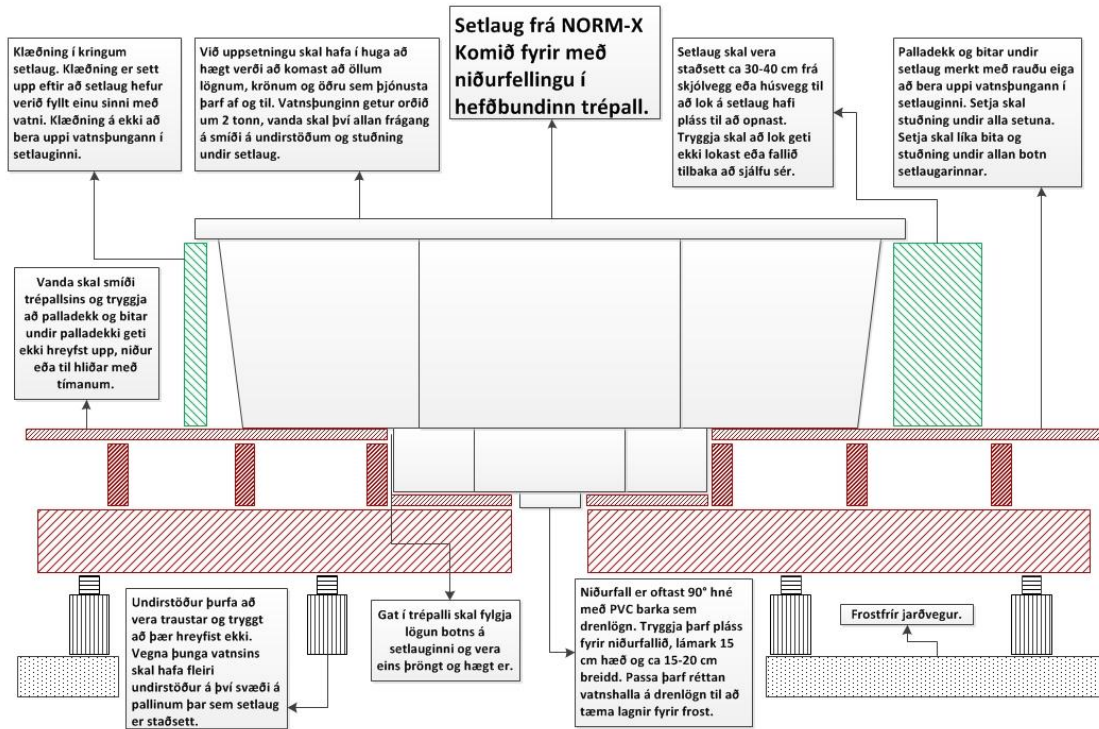 Setlaug frá NORM-X
Komið fyrir með
niðurfellingu í
hefðbundinn trépall.
Klæðning í kringum
setlaug. Klæðning er sett
upp eftir að setlaug hefur
verið fyllt einu sinni með
vatni. Klæðning á ekki að
bera uppi vatnsþungann í
setlauginni.
Við uppsetningu skal hafa í huga að
hægt verði að komast að öllum
lögnum, krönum og öðru sem þjónusta
þarf af og til. Vatnsþunginn getur orðið
um 2 tonn, vanda skal því allan frágang
á smíði á undirstöðum og stuðning
undir setlaug.
Setlaug skal vera
staðsett ca 30-40 cm frá
skjólvegg eða húsvegg til
að lok á setlaug hafi
pláss til að opnast.
Tryggja skal að lok geti
ekki lokast eða fallið
tilbaka að sjálfu sér.
Palladekk og bitar undir
setlaug merkt með rauðu eiga
að bera uppi vatnsþungann í
setlauginni. Setja skal
stuðning undir alla setuna.
Setja skal líka bita og
stuðning undir allan botn
setlaugarinnar.
Vanda skal smíði
trépallsins og tryggja
að palladekk og bitar
undir palladekki geti
ekki hreyfst upp, niður
eða til hliðar með
tímanum.
Undirstöður þurfa að
vera traustar og tryggt
að þær hreyfist ekki.
Vegna þunga vatnsins
skal hafa fleiri
undirstöður á því svæði á
pallinum þar sem setlaug
er staðsett.
Gat í trépalli skal fylgja
lögun botns á
setlauginni og vera
eins þröngt og hægt er.
Niðurfall er oftast 90° hné
með PVC barka sem
drenlögn. Tryggja þarf pláss
fyrir niðurfallið, lámark 15
cm hæð og ca 15-20 cm
breidd. Passa þarf réttan
vatnshalla á drenlögn til að
tæma lagnir fyrir frost.
Frostfrír jarðvegur.